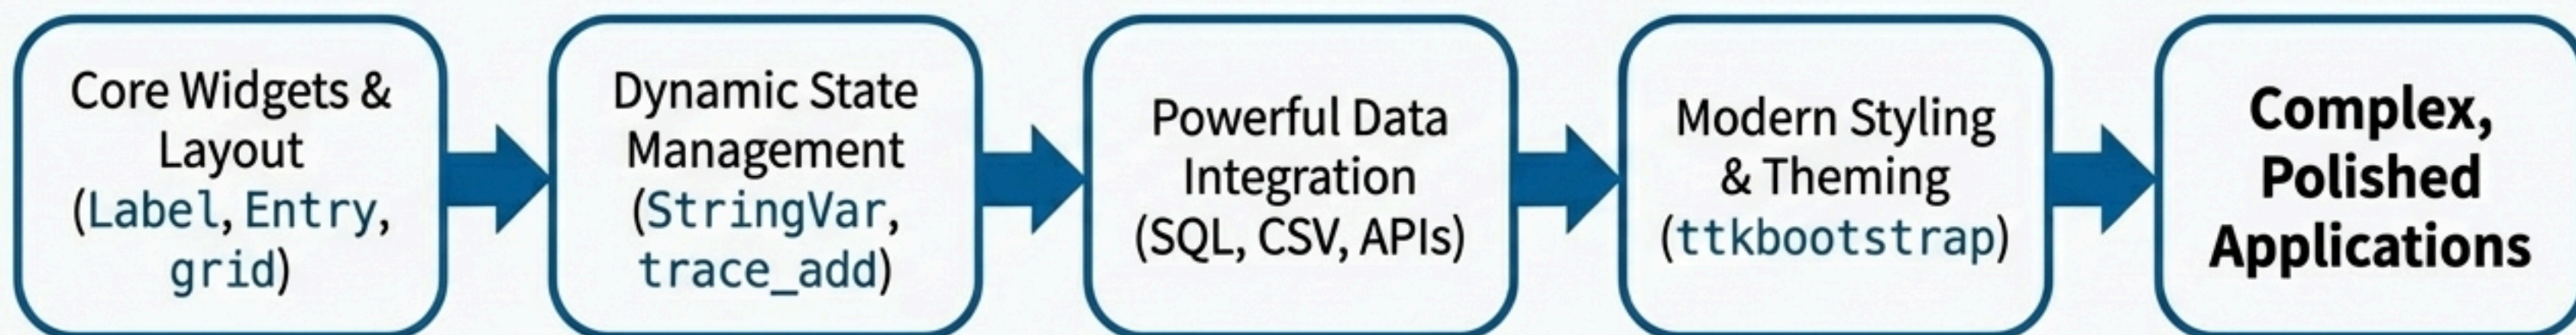 Core Widgets &
Layout
(Label, Entry,
grid)
Dynamic State
Management
(StringVar,
trace_add)
Powerful Data
Integration
(SQL, CSV, APIs)
Modern Styling
& Theming
(ttkbootstrap)
Complex,
Polished
Applications